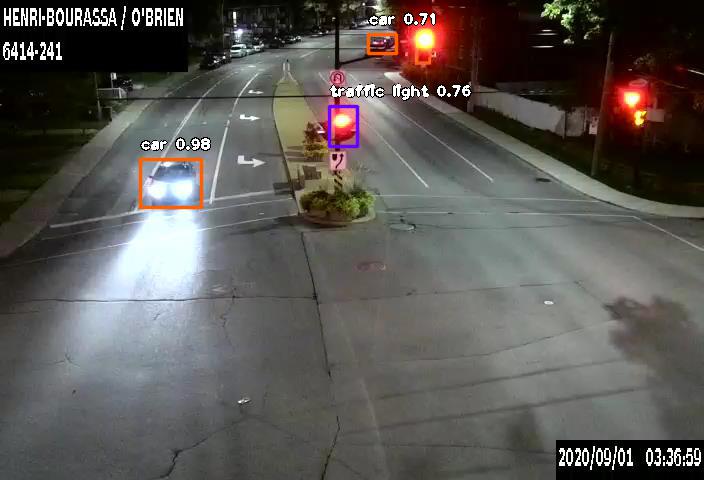 HENRI-BOURASSA / O'BRIEN
6414-241
car 0.71
traffic light 0.76
car 0.98
2020/09/01 03:36:59